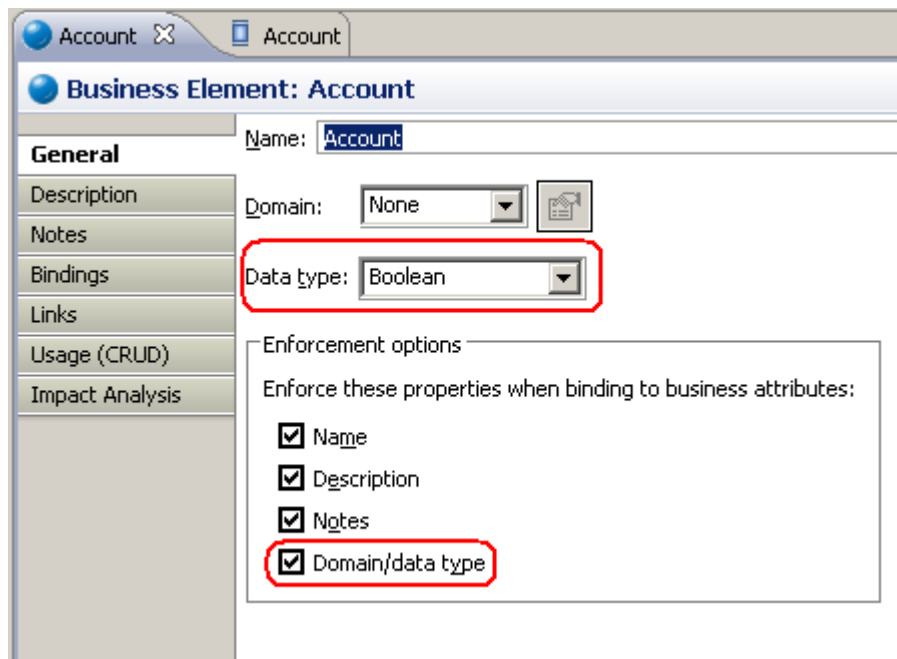 Account Account
Business Element: Account
General
Description
Notes
Bindings
Links
Usage (CRUD)
Impact Analysis
Name: Account
Domain: None
Data type: Boolean
Enforcement options
Enforce these properties when binding to business attributes:
Name
Description
Notes
Domain/data type